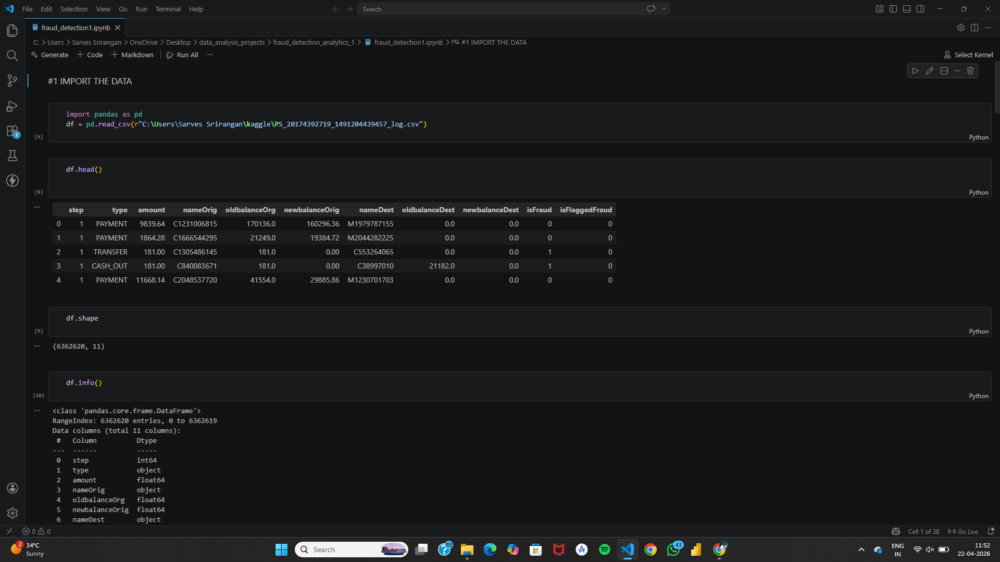 File Edit Selection View Go Run Terminal Help
Search
fraud_detection1.ipynb
C: > Users > Sarves Srirangan > OneDrive > Desktop > data_analysis_projects > fraud_detection_analytics_1 > fraud_detection1.ipynb > M↓ #1 IMPORT THE DATA
Generate + Code + Markdown Run All ...
Select Kernel
#1 IMPORT THE DATA
import pandas as pd
df = pd.read_csv(r"C:\Users\Sarves Srirangan\kaggle\PS_20174392719_1491204439457_log.csv")
[6]
Python
df.head()
[8]
Python
step type amount nameOrig oldbalanceOrg newbalanceOrig nameDest oldbalanceDest newbalanceDest isFraud isFlaggedFraud
0 1 PAYMENT 9839.64 C1231006815 170136.0 160296.36 M1979787155 0.0 0.0 0 0
1 1 PAYMENT 1864.28 C1666544295 21249.0 19384.72 M2044282225 0.0 0.0 0 0
2 1 TRANSFER 181.00 C1305486145 181.0 0.00 C553264065 0.0 0.0 1 0
3 1 CASH_OUT 181.00 C840083671 181.0 0.00 C38997010 21182.0 0.0 1 0
4 1 PAYMENT 11668.14 C2048537720 41554.0 29885.86 M1230701703 0.0 0.0 0 0
df.shape
[9]
Python
(6362620, 11)
df.info()
[10]
Python
<class 'pandas.core.frame.DataFrame'>
RangeIndex: 6362620 entries, 0 to 6362619
Data columns (total 11 columns):
# Column Dtype
--- ------ -----
0 step int64
1 type object
2 amount float64
3 nameOrig object
4 oldbalanceOrg float64
5 newbalanceOrig float64
6 nameDest object
1
0 0
Cell 1 of 38
Go Live
2
34°C
Sunny
Search
43
ENG
IN
11:52
22-04-2026